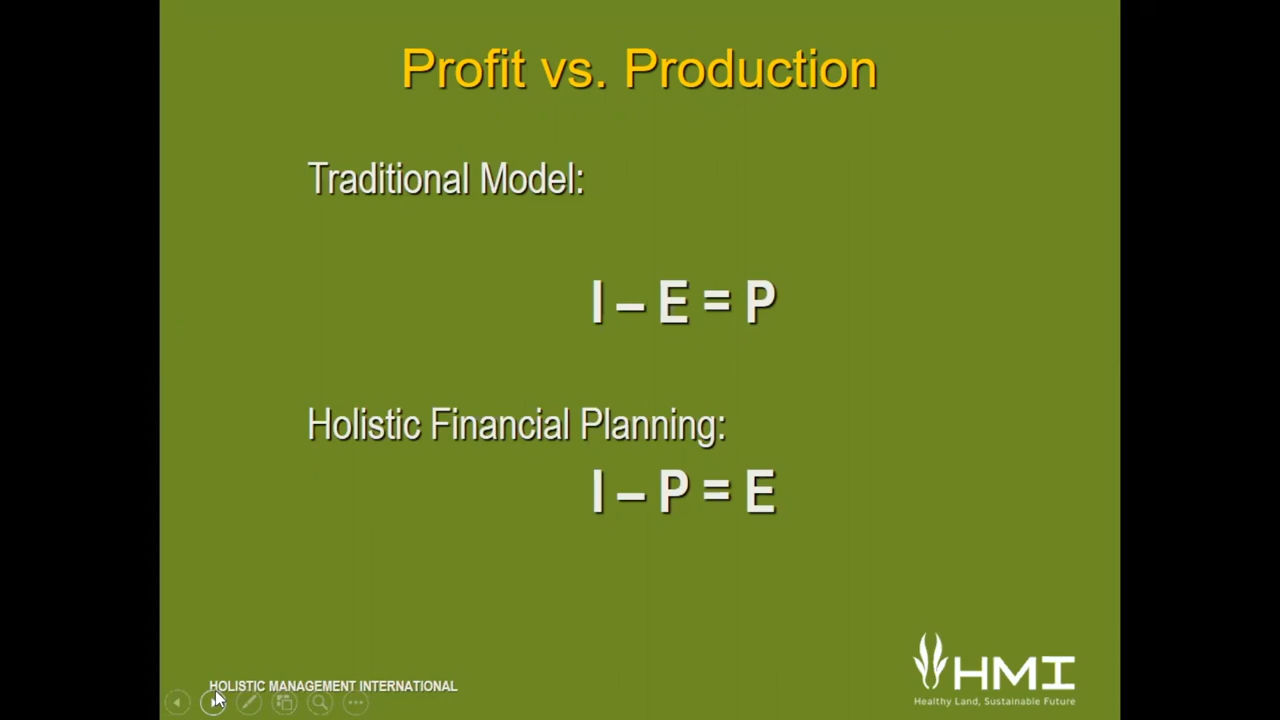 Profit vs. Production
Traditional Model:
I – E = P
Holistic Financial Planning:
I – P = E
HOLISTIC MANAGEMENT INTERNATIONAL
HMI
Healthy Land, Sustainable Future